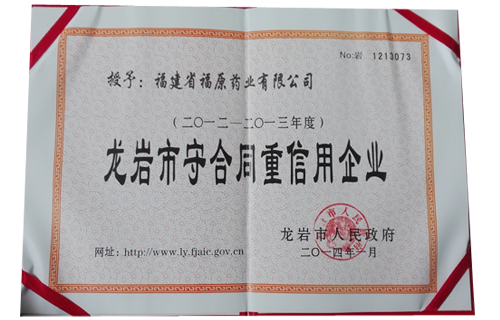 No:岩 1213073
授予：福建省福原药业有限公司
（二〇一二—二〇一三年度）
龙岩市守合同重信用企业
龙岩市人民政府
网址：http://www.ly.fjaic.gov.cn
二〇一四年一月